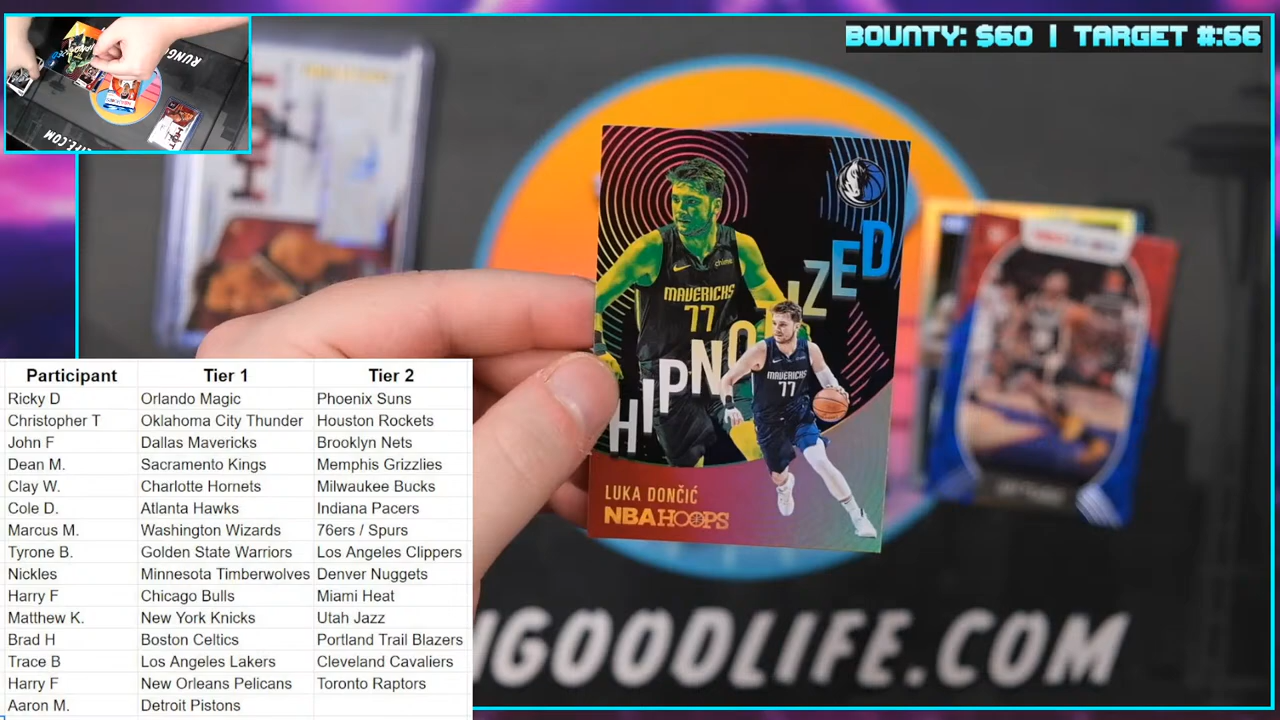 BOUNTY: $60 | TARGET #:66
RUNGO
LIFE.COM
HIPNOTIZED
chime
MAVERICKS
77
MAVERICKS
77
LUKA DONČIĆ
NBA HOOPS
NGOODLIFE.COM
Participant Tier 1 Tier 2
Ricky D Orlando Magic Phoenix Suns
Christopher T Oklahoma City Thunder Houston Rockets
John F Dallas Mavericks Brooklyn Nets
Dean M. Sacramento Kings Memphis Grizzlies
Clay W. Charlotte Hornets Milwaukee Bucks
Cole D. Atlanta Hawks Indiana Pacers
Marcus M. Washington Wizards 76ers / Spurs
Tyrone B. Golden State Warriors Los Angeles Clippers
Nickles Minnesota Timberwolves Denver Nuggets
Harry F Chicago Bulls Miami Heat
Matthew K. New York Knicks Utah Jazz
Brad H Boston Celtics Portland Trail Blazers
Trace B Los Angeles Lakers Cleveland Cavaliers
Harry F New Orleans Pelicans Toronto Raptors
Aaron M. Detroit Pistons